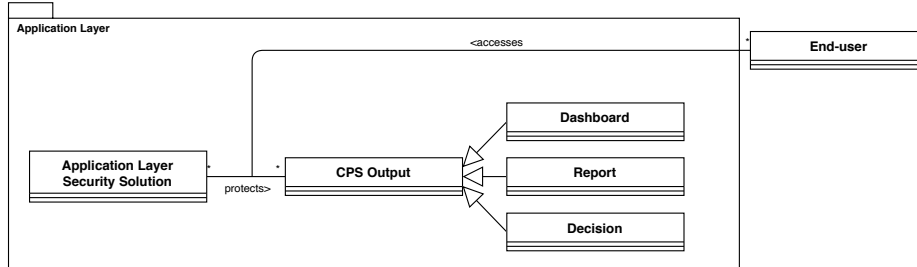 Application Layer
<accesses
*
End-user
Dashboard
Application Layer
Security Solution
*
protects>
*
CPS Output
Report
Decision